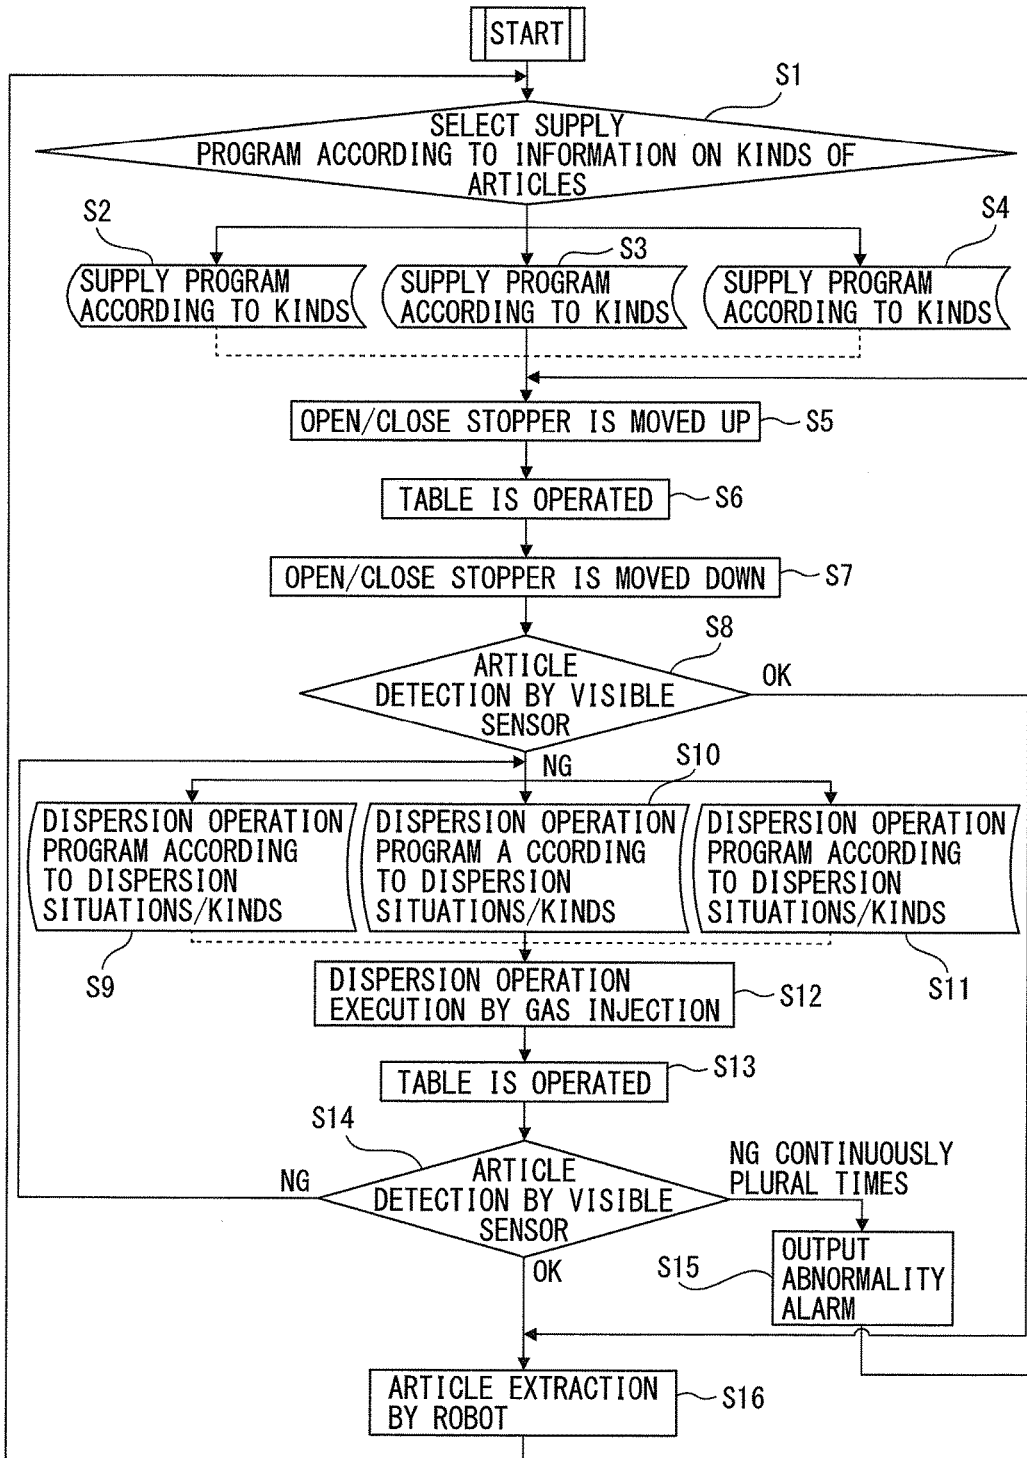 START
S1
SELECT SUPPLY
PROGRAM ACCORDING TO INFORMATION ON KINDS OF
ARTICLES
S2
SUPPLY PROGRAM
ACCORDING TO KINDS
S3
SUPPLY PROGRAM
ACCORDING TO KINDS
S4
SUPPLY PROGRAM
ACCORDING TO KINDS
OPEN/CLOSE STOPPER IS MOVED UP
S5
TABLE IS OPERATED
S6
OPEN/CLOSE STOPPER IS MOVED DOWN
S7
S8
ARTICLE
DETECTION BY VISIBLE
SENSOR
OK
NG
S10
DISPERSION OPERATION
PROGRAM ACCORDING
TO DISPERSION
SITUATIONS/KINDS
S9
DISPERSION OPERATION
PROGRAM A CCORDING
TO DISPERSION
SITUATIONS/KINDS
DISPERSION OPERATION
PROGRAM ACCORDING
TO DISPERSION
SITUATIONS/KINDS
S11
DISPERSION OPERATION
EXECUTION BY GAS INJECTION
S12
TABLE IS OPERATED
S13
S14
ARTICLE
DETECTION BY VISIBLE
SENSOR
NG
NG CONTINUOUSLY
PLURAL TIMES
OK
S15
OUTPUT
ABNORMALITY
ALARM
ARTICLE EXTRACTION
BY ROBOT
S16